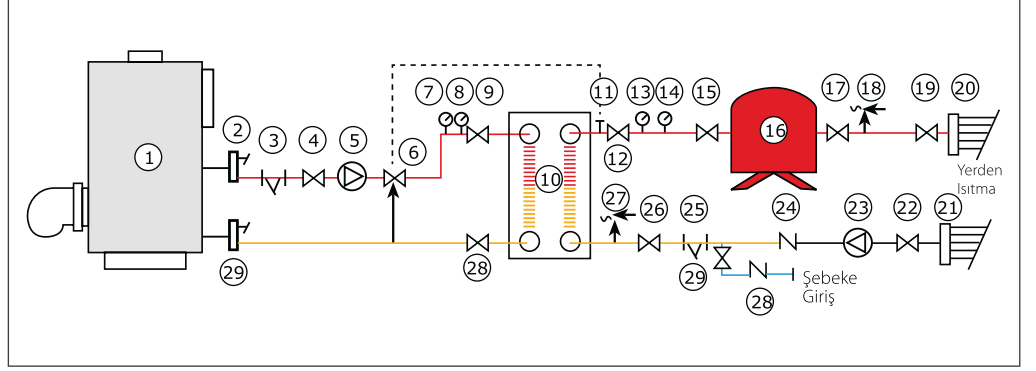 7 8 9 11 13 14 15 17 18 19 20
2 3 4 5 6 12 16
1 10
Yerden
Isıtma
27 26 25 24 23 22 21
29 28 29 28
Şebeke
Giriş